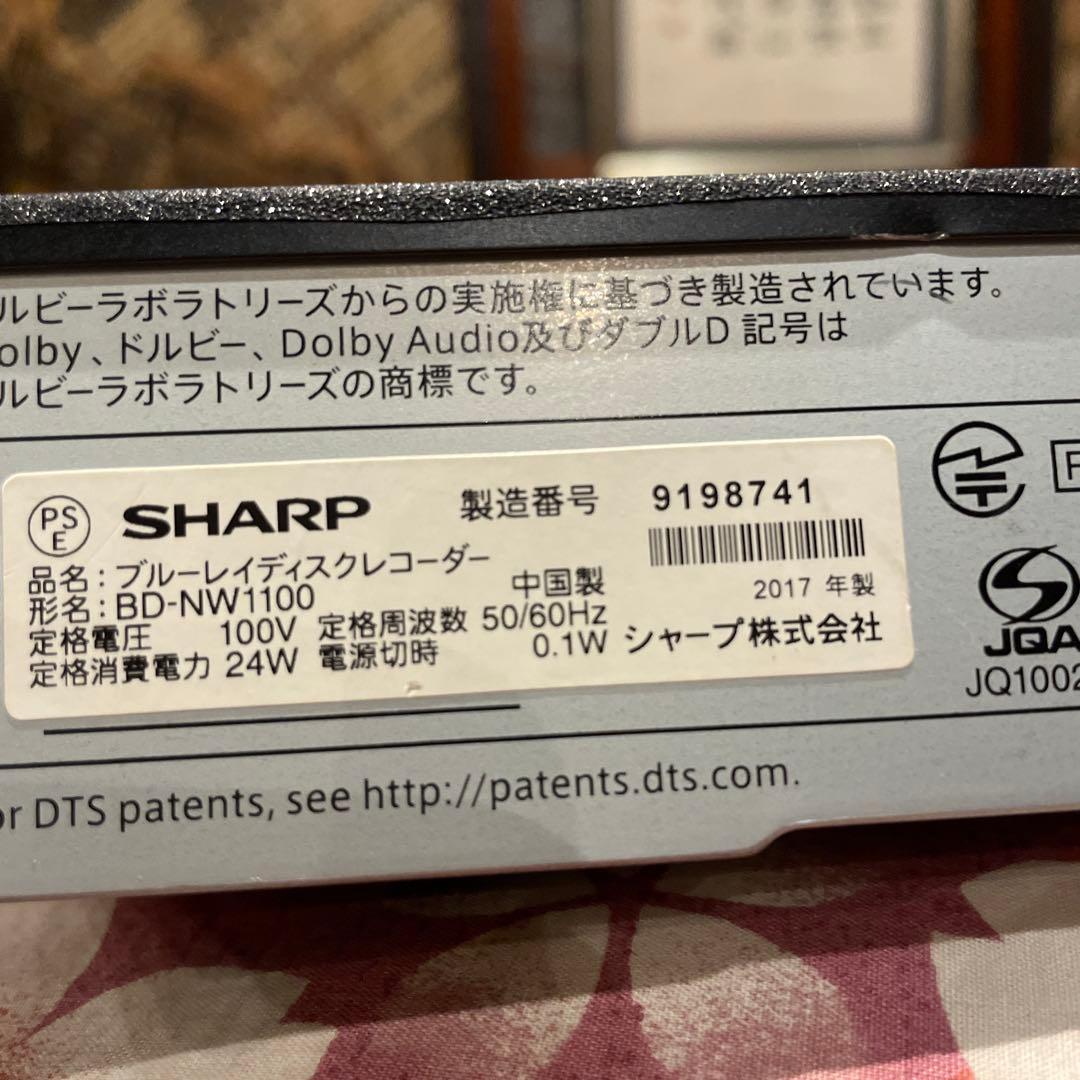 ルビーラボラトリーズからの実施権に基づき製造されています。
olby、ドルビー、Dolby Audio及びダブルD 記号は
ルビーラボラトリーズの商標です。
PSE
SHARP
製造番号 9198741
品名：ブルーレイディスクレコーダー
形名：BD-NW1100
中国製
2017 年製
定格電圧 100V 定格周波数 50/60Hz
定格消費電力 24W 電源切時 0.1W
シャープ株式会社
R
JQA
JQ1002
or DTS patents, see http://patents.dts.com.